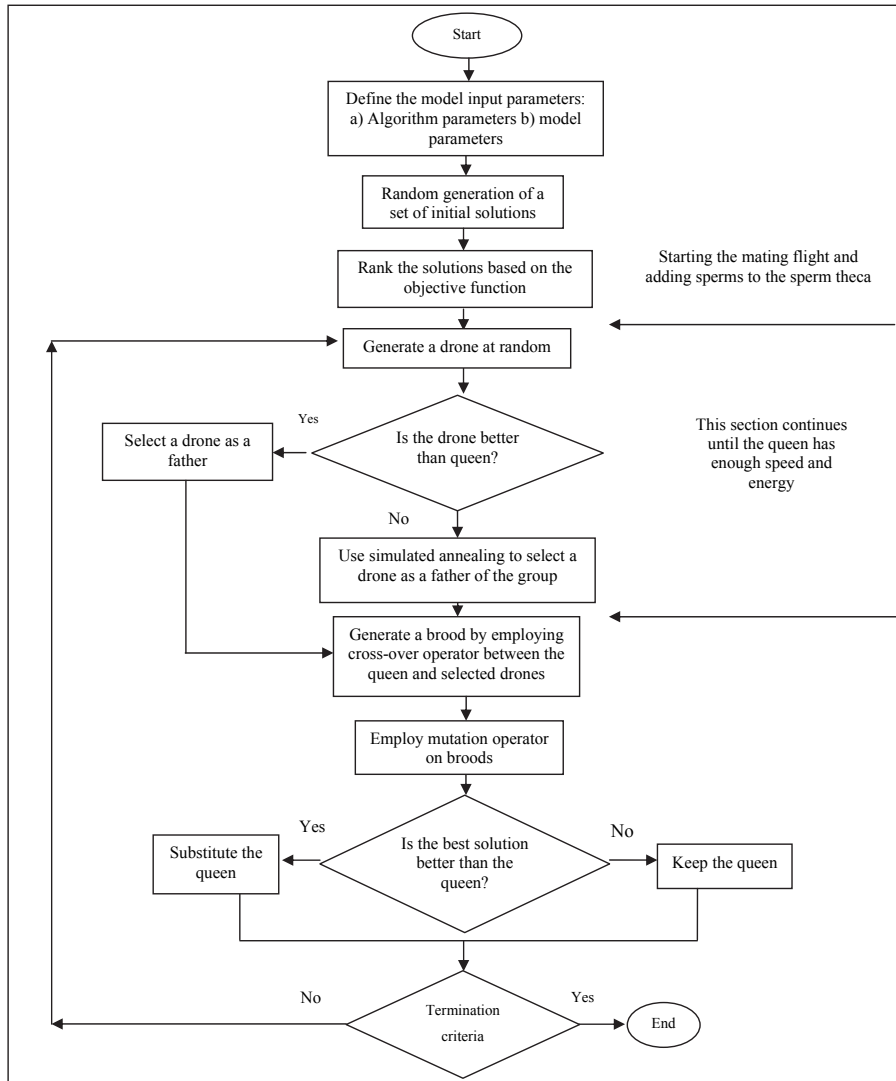 Start
Define the model input parameters:
a) Algorithm parameters b) model
parameters
Random generation of a
set of initial solutions
Rank the solutions based on the
objective function
Starting the mating flight and
adding sperms to the sperm theca
Generate a drone at random
Yes
Select a drone as a
father
Is the drone better
than queen?
This section continues
until the queen has
enough speed and
energy
No
Use simulated annealing to select a
drone as a father of the group
Generate a brood by employing
cross-over operator between the
queen and selected drones
Employ mutation operator
on broods
Yes
Is the best solution
better than the
queen?
No
Substitute the
queen
Keep the queen
No
Termination
criteria
Yes
End